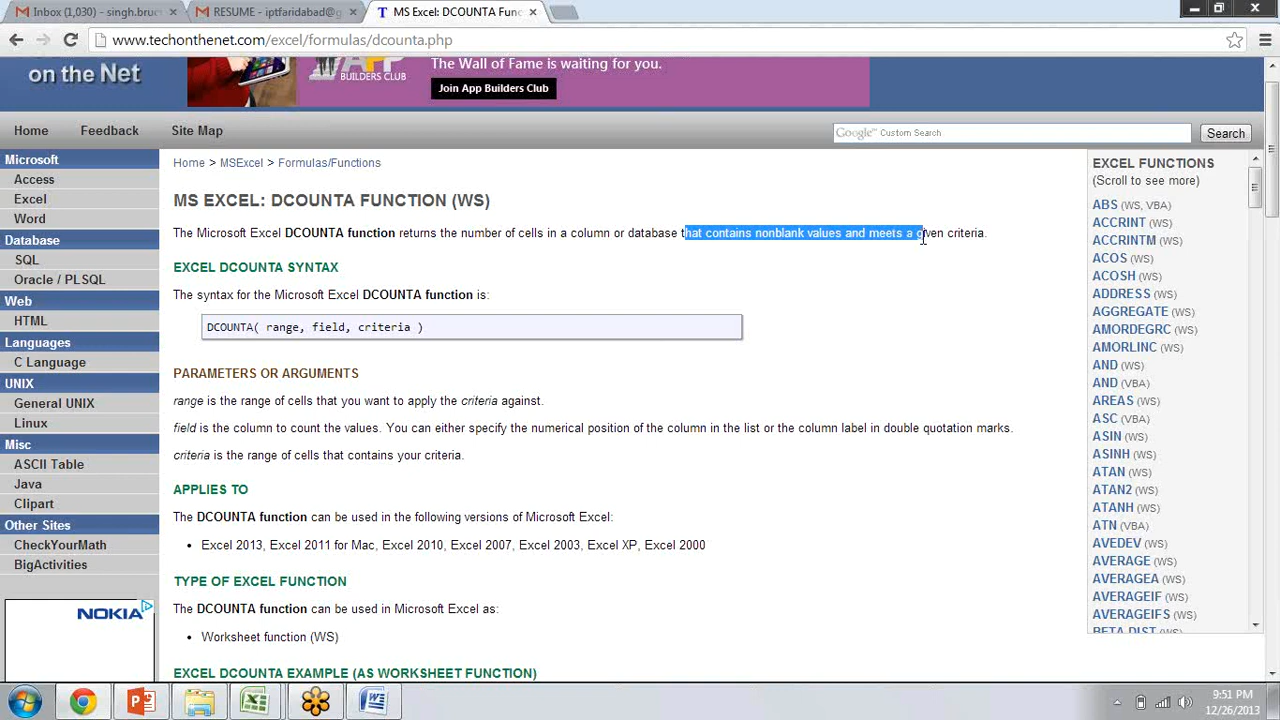 Inbox (1,030) - singh.bruc
RESUME - iptfaridabad@g
MS Excel: DCOUNTA Func
www.techonthenet.com/excel/formulas/dcounta.php
on the Net
APP
BUILDERS CLUB
The Wall of Fame is waiting for you.
Join App Builders Club
Home
Feedback
Site Map
Google™ Custom Search
Search
Microsoft
Access
Excel
Word
Database
SQL
Oracle / PLSQL
Web
HTML
Languages
C Language
UNIX
General UNIX
Linux
Misc
ASCII Table
Java
Clipart
Other Sites
CheckYourMath
BigActivities
NOKIA
Home > MSExcel > Formulas/Functions
MS EXCEL: DCOUNTA FUNCTION (WS)
The Microsoft Excel DCOUNTA function returns the number of cells in a column or database that contains nonblank values and meets a given criteria.
EXCEL DCOUNTA SYNTAX
The syntax for the Microsoft Excel DCOUNTA function is:
DCOUNTA( range, field, criteria )
PARAMETERS OR ARGUMENTS
range is the range of cells that you want to apply the criteria against.
field is the column to count the values. You can either specify the numerical position of the column in the list or the column label in double quotation marks.
criteria is the range of cells that contains your criteria.
APPLIES TO
The DCOUNTA function can be used in the following versions of Microsoft Excel:
• Excel 2013, Excel 2011 for Mac, Excel 2010, Excel 2007, Excel 2003, Excel XP, Excel 2000
TYPE OF EXCEL FUNCTION
The DCOUNTA function can be used in Microsoft Excel as:
• Worksheet function (WS)
EXCEL DCOUNTA EXAMPLE (AS WORKSHEET FUNCTION)
EXCEL FUNCTIONS
(Scroll to see more)
ABS (WS, VBA)
ACCRINT (WS)
ACCRINTM (WS)
ACOS (WS)
ACOSH (WS)
ADDRESS (WS)
AGGREGATE (WS)
AMORDEGRC (WS)
AMORLINC (WS)
AND (WS)
AND (VBA)
AREAS (WS)
ASC (VBA)
ASIN (WS)
ASINH (WS)
ATAN (WS)
ATAN2 (WS)
ATANH (WS)
ATN (VBA)
AVEDEV (WS)
AVERAGE (WS)
AVERAGEA (WS)
AVERAGEIF (WS)
AVERAGEIFS (WS)
BETA.DIST (WS)
9:51 PM
12/26/2013